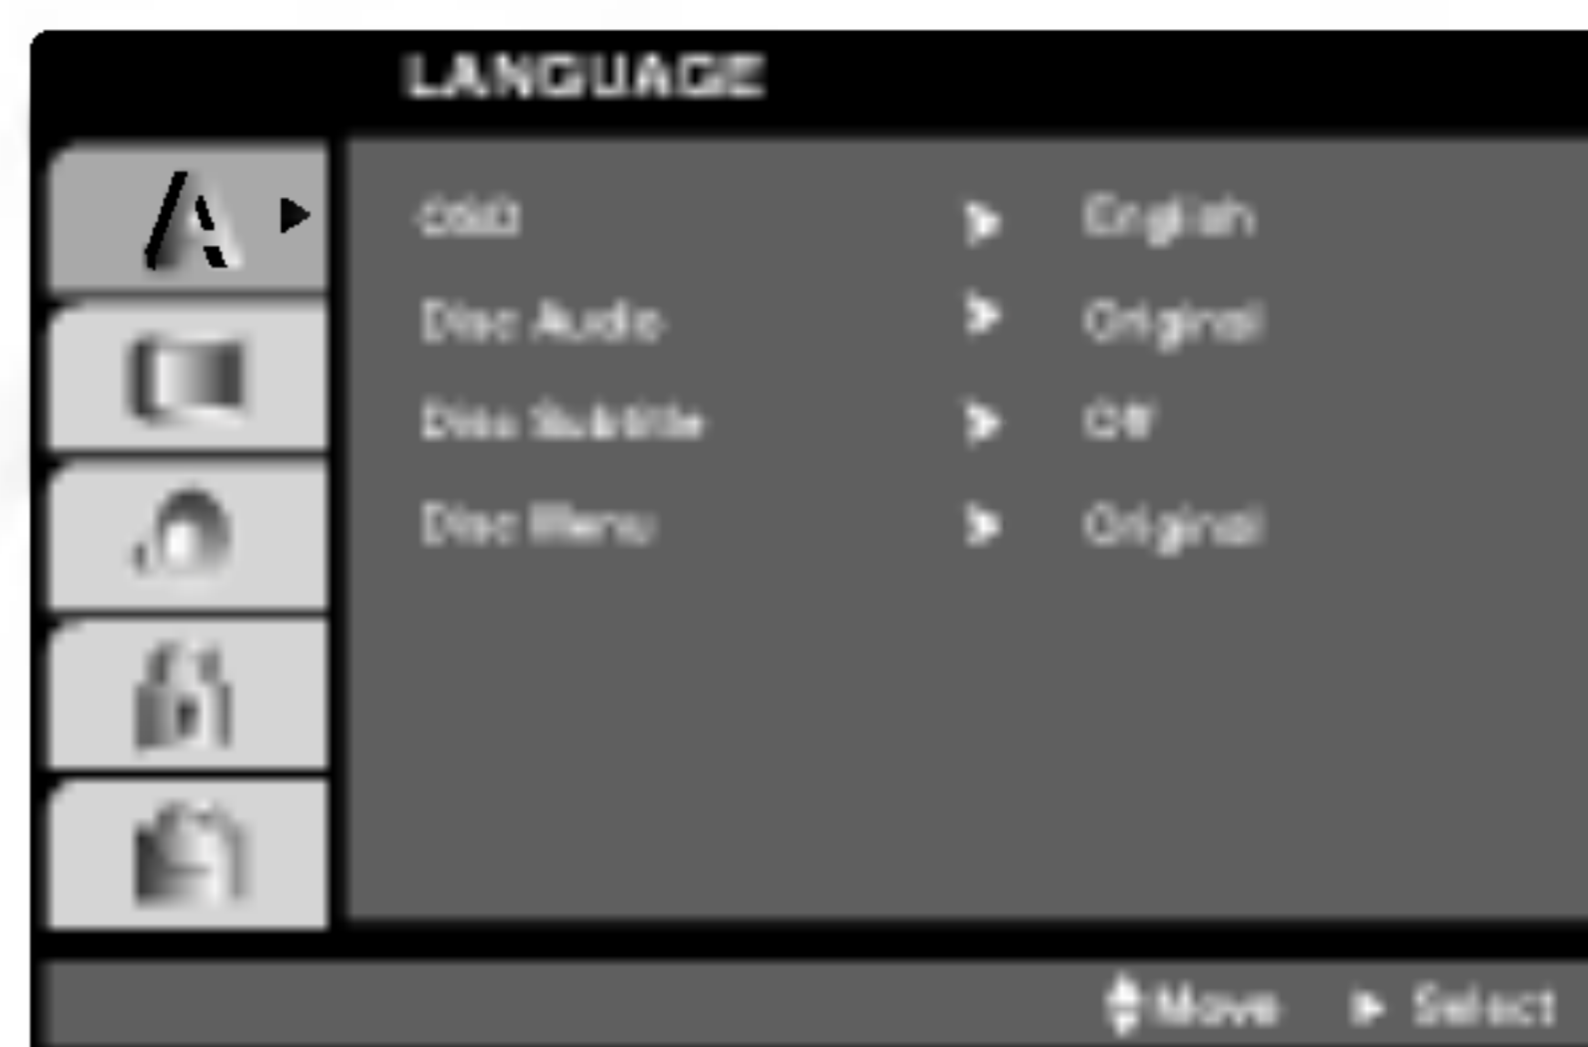 LANGUAGE
OSD English
Disc Audio Original
Disc Subtitle Off
Disc Menu Original
Move Select